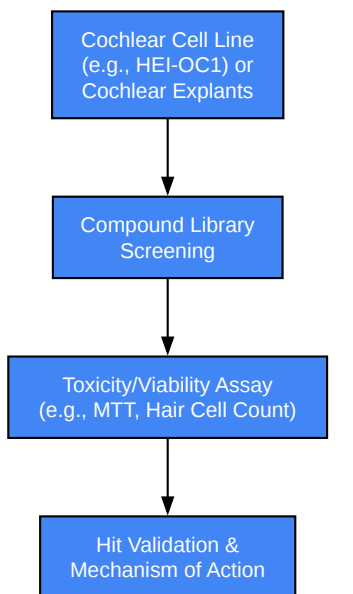 Cochlear Cell Line
(e.g., HEI-OC1) or
Cochlear Explants
Compound Library
Screening
Toxicity/Viability Assay
(e.g., MTT, Hair Cell Count)
Hit Validation &
Mechanism of Action